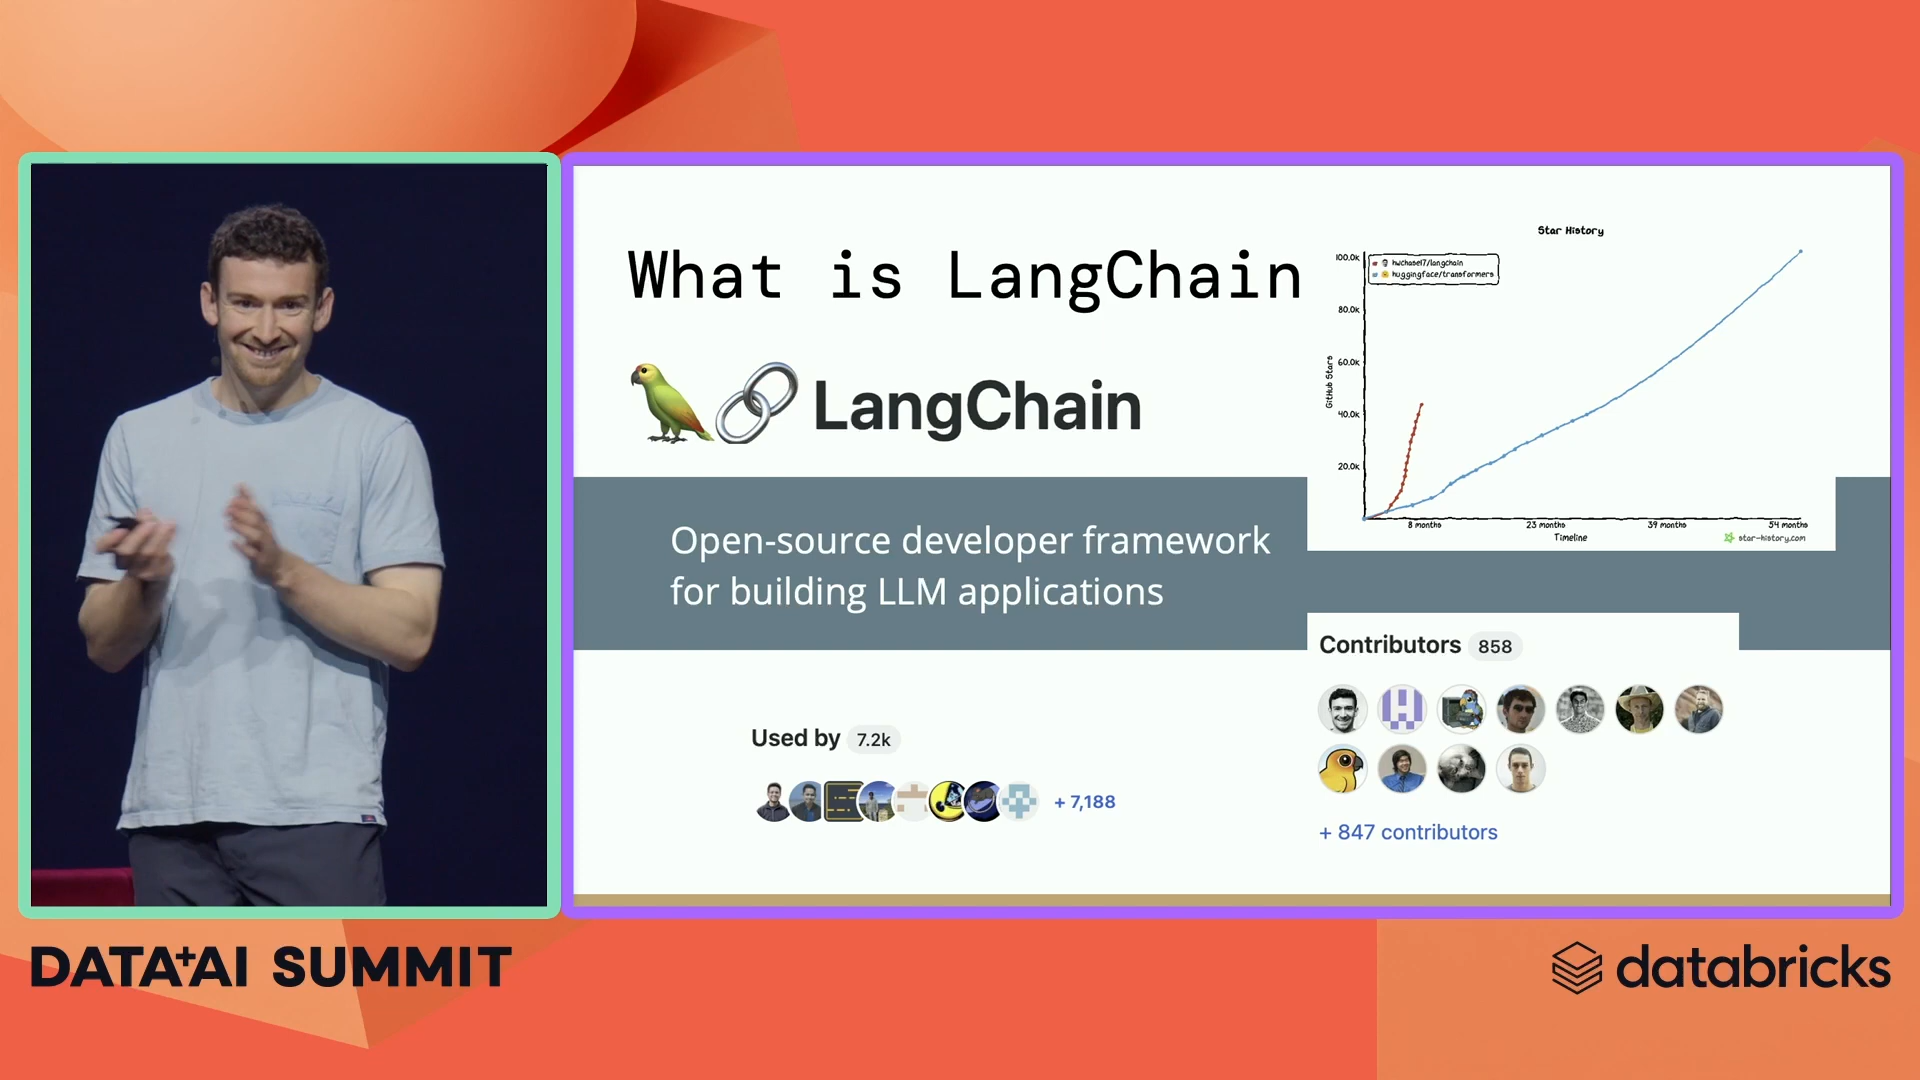 What is LangChain
LangChain
Open-source developer framework
for building LLM applications
Used by 7.2k
+ 7,188
Star History
hwchase17/langchain
huggingface/transformers
GitHub Stars
100.0k
80.0k
60.0k
40.0k
20.0k
8 months
23 months
39 months
54 months
Timeline
star-history.com
Contributors 858
+ 847 contributors
DATA+AI SUMMIT
databricks